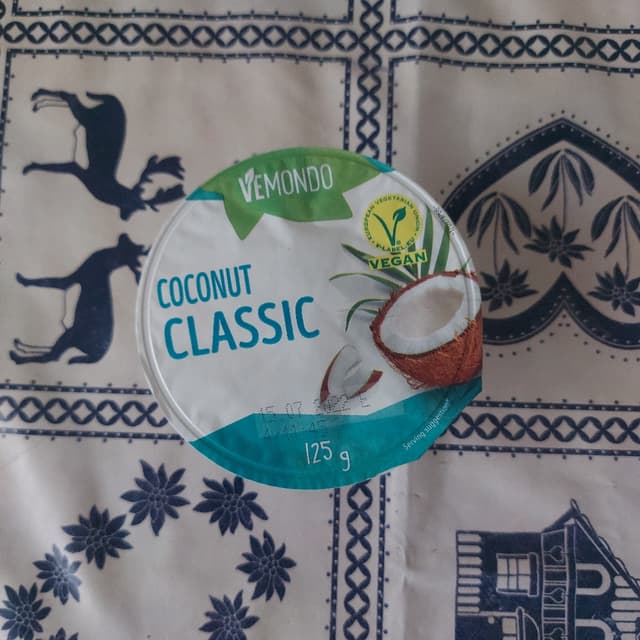 VEMONDO
VEGAN
COCONUT
CLASSIC
125 g
Serving suggestion